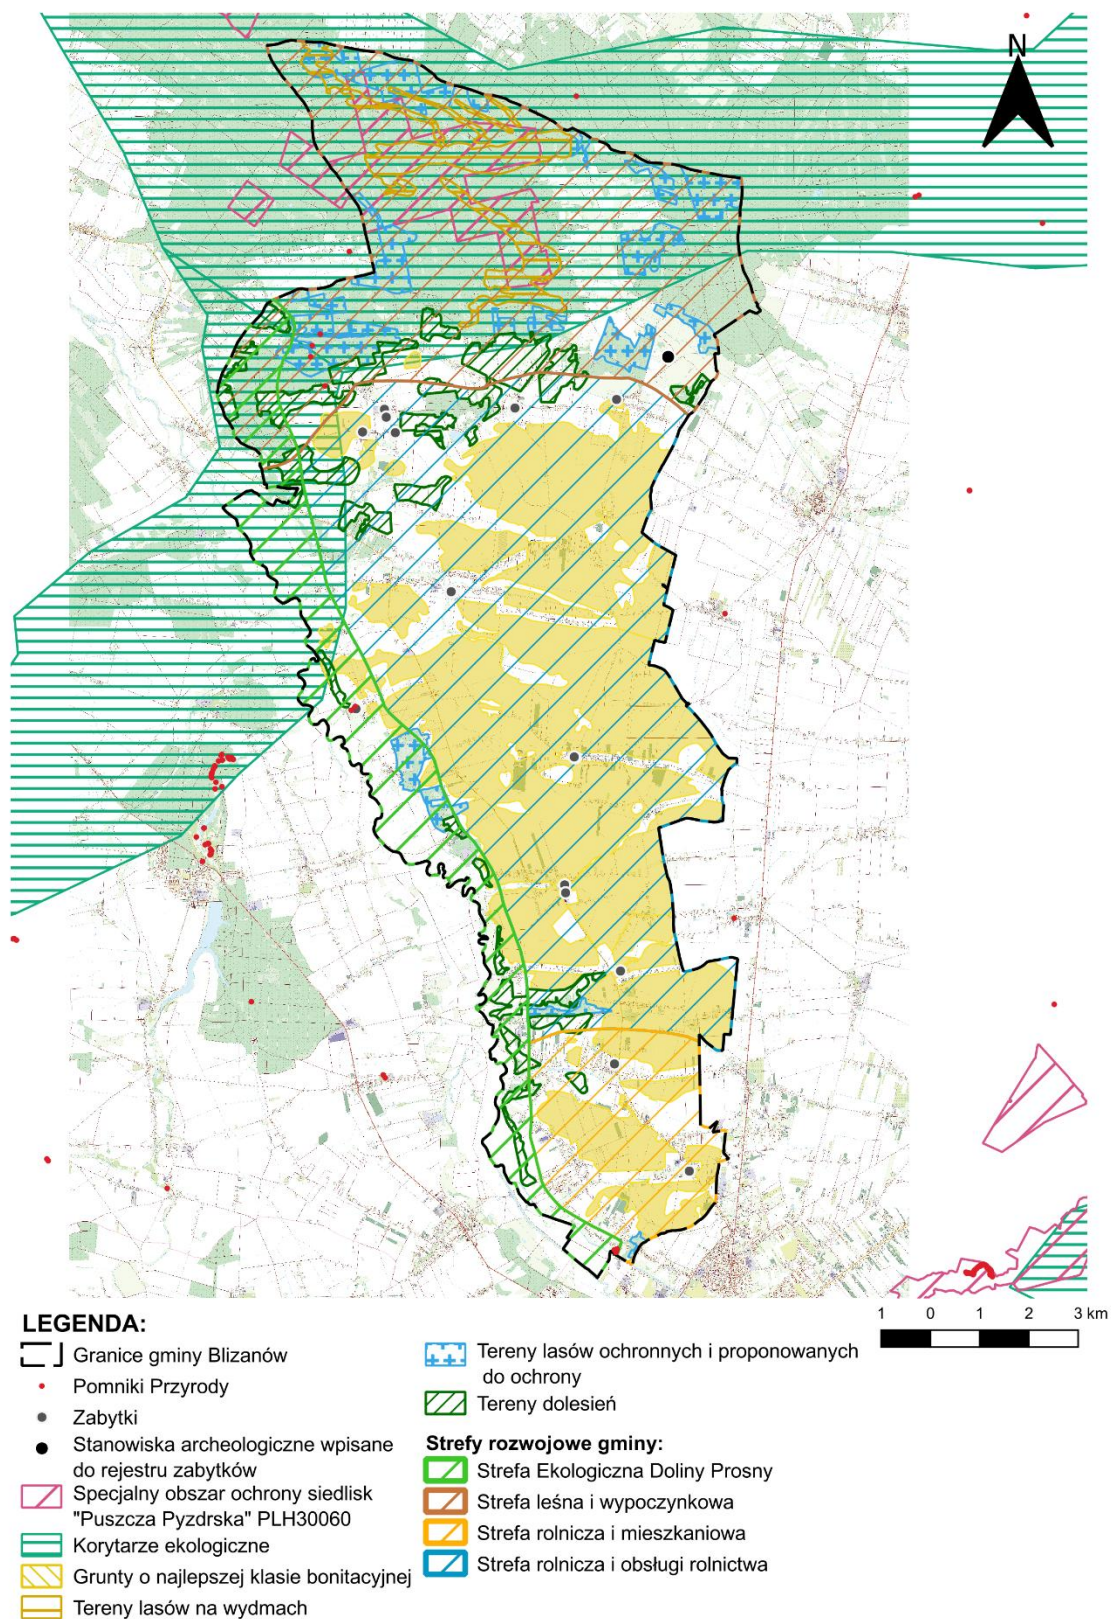 N
1 0 1 2 3 km
LEGENDA:
Granice gminy Blizanów
Pomniki Przyrody
Zabytki
Stanowiska archeologiczne wpisane
do rejestru zabytków
Specjalny obszar ochrony siedlisk
"Puszcza Pyzdrska" PLH30060
Korytarze ekologiczne
Grunty o najlepszej klasie bonitacyjnej
Tereny lasów na wydmach
Tereny lasów ochronnych i proponowanych
do ochrony
Tereny dolesień
Strefy rozwojowe gminy:
Strefa Ekologiczna Doliny Prosny
Strefa leśna i wypoczynkowa
Strefa rolnicza i mieszkaniowa
Strefa rolnicza i obsługi rolnictwa